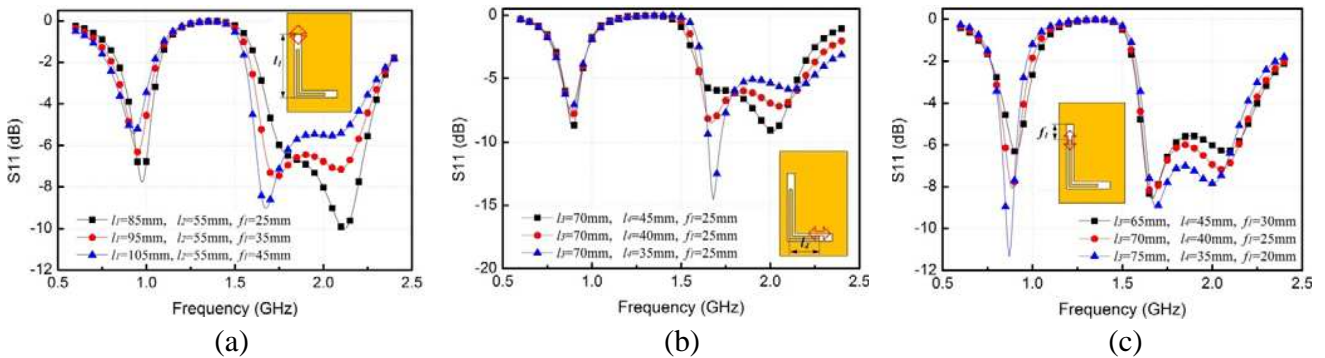 (a)
0
-2
-4
-6
-8
-10
-12
S11 (dB)
0.5 1.0 1.5 2.0 2.5
Frequency (GHz)
l1
l1=85mm, l2=55mm, f1=25mm
l1=95mm, l2=55mm, f1=35mm
l1=105mm, l2=55mm, f1=45mm
(a)
(b)
0
-5
-10
-15
-20
S11 (dB)
0.5 1.0 1.5 2.0 2.5
Frequency (GHz)
l4
l3=70mm, l4=45mm, f1=25mm
l3=70mm, l4=40mm, f1=25mm
l3=70mm, l4=35mm, f1=25mm
(b)
(c)
0
-2
-4
-6
-8
-10
-12
S11 (dB)
0.5 1.0 1.5 2.0 2.5
Frequency (GHz)
f1
l3=65mm, l4=45mm, f1=30mm
l3=70mm, l4=40mm, f1=25mm
l3=75mm, l4=35mm, f1=20mm
(c)